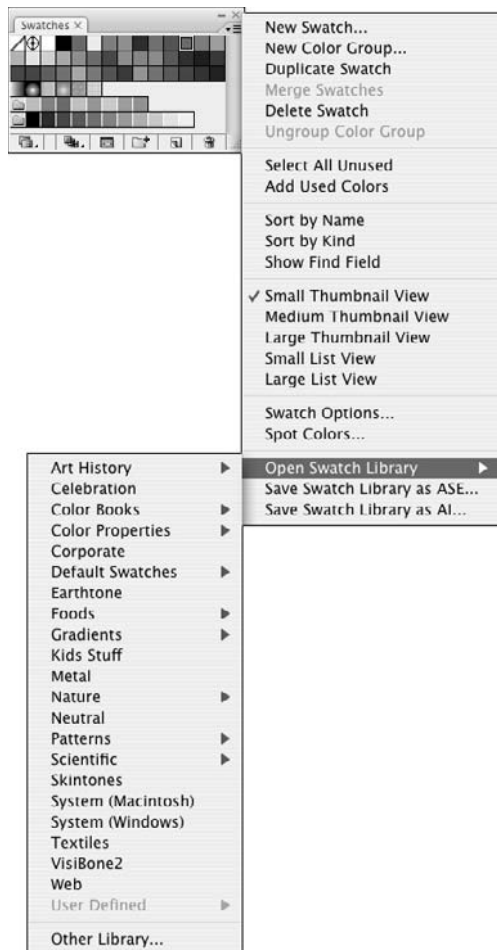 Swatches ×
New Swatch...
New Color Group...
Duplicate Swatch
Merge Swatches
Delete Swatch
Ungroup Color Group
Select All Unused
Add Used Colors
Sort by Name
Sort by Kind
Show Find Field
✓ Small Thumbnail View
Medium Thumbnail View
Large Thumbnail View
Small List View
Large List View
Swatch Options...
Spot Colors...
Open Swatch Library
Save Swatch Library as ASE...
Save Swatch Library as AI...
Art History
Celebration
Color Books
Color Properties
Corporate
Default Swatches
Earthtone
Foods
Gradients
Kids Stuff
Metal
Nature
Neutral
Patterns
Scientific
Skintones
System (Macintosh)
System (Windows)
Textiles
VisiBone2
Web
User Defined
Other Library...